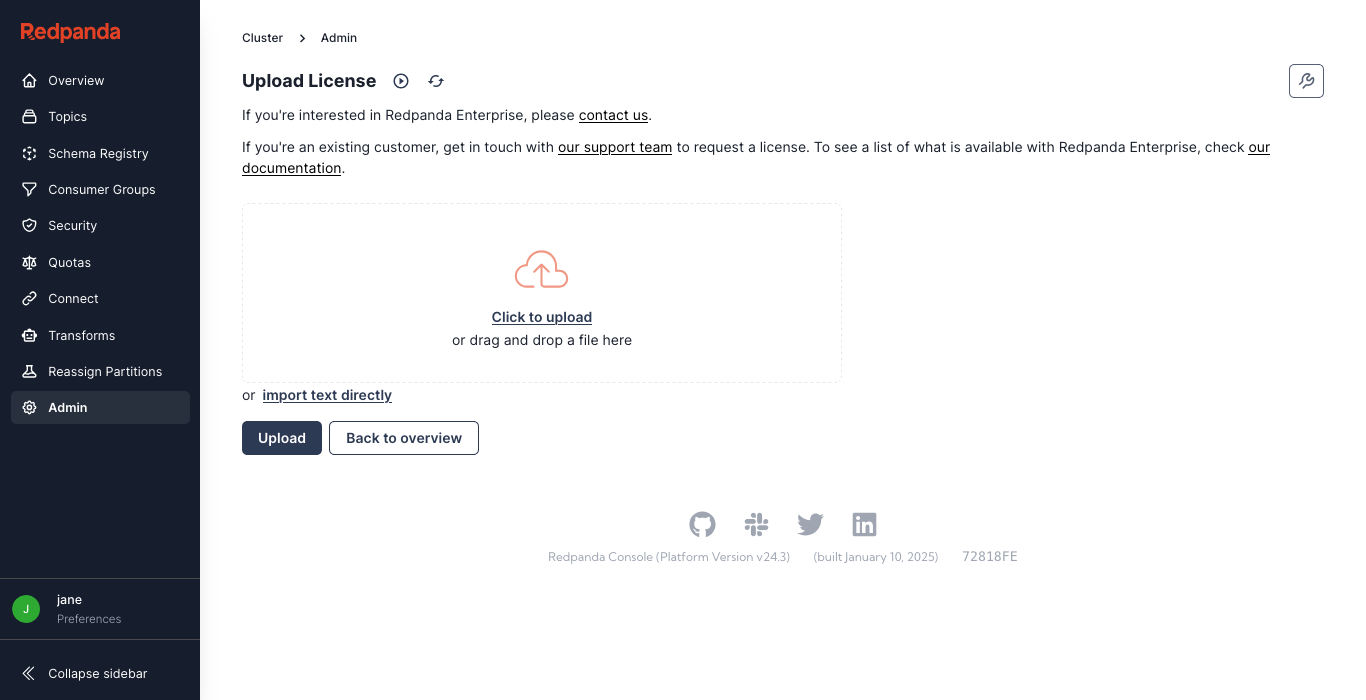 Redpanda
Overview
Topics
Schema Registry
Consumer Groups
Security
Quotas
Connect
Transforms
Reassign Partitions
Admin
J
jane
Preferences
Collapse sidebar
Cluster Admin
Upload License
If you're interested in Redpanda Enterprise, please contact us.
If you're an existing customer, get in touch with our support team to request a license. To see a list of what is available with Redpanda Enterprise, check our
documentation.
Click to upload
or drag and drop a file here
or import text directly
Upload Back to overview
Redpanda Console (Platform Version v24.3) (built January 10, 2025) 72818FE